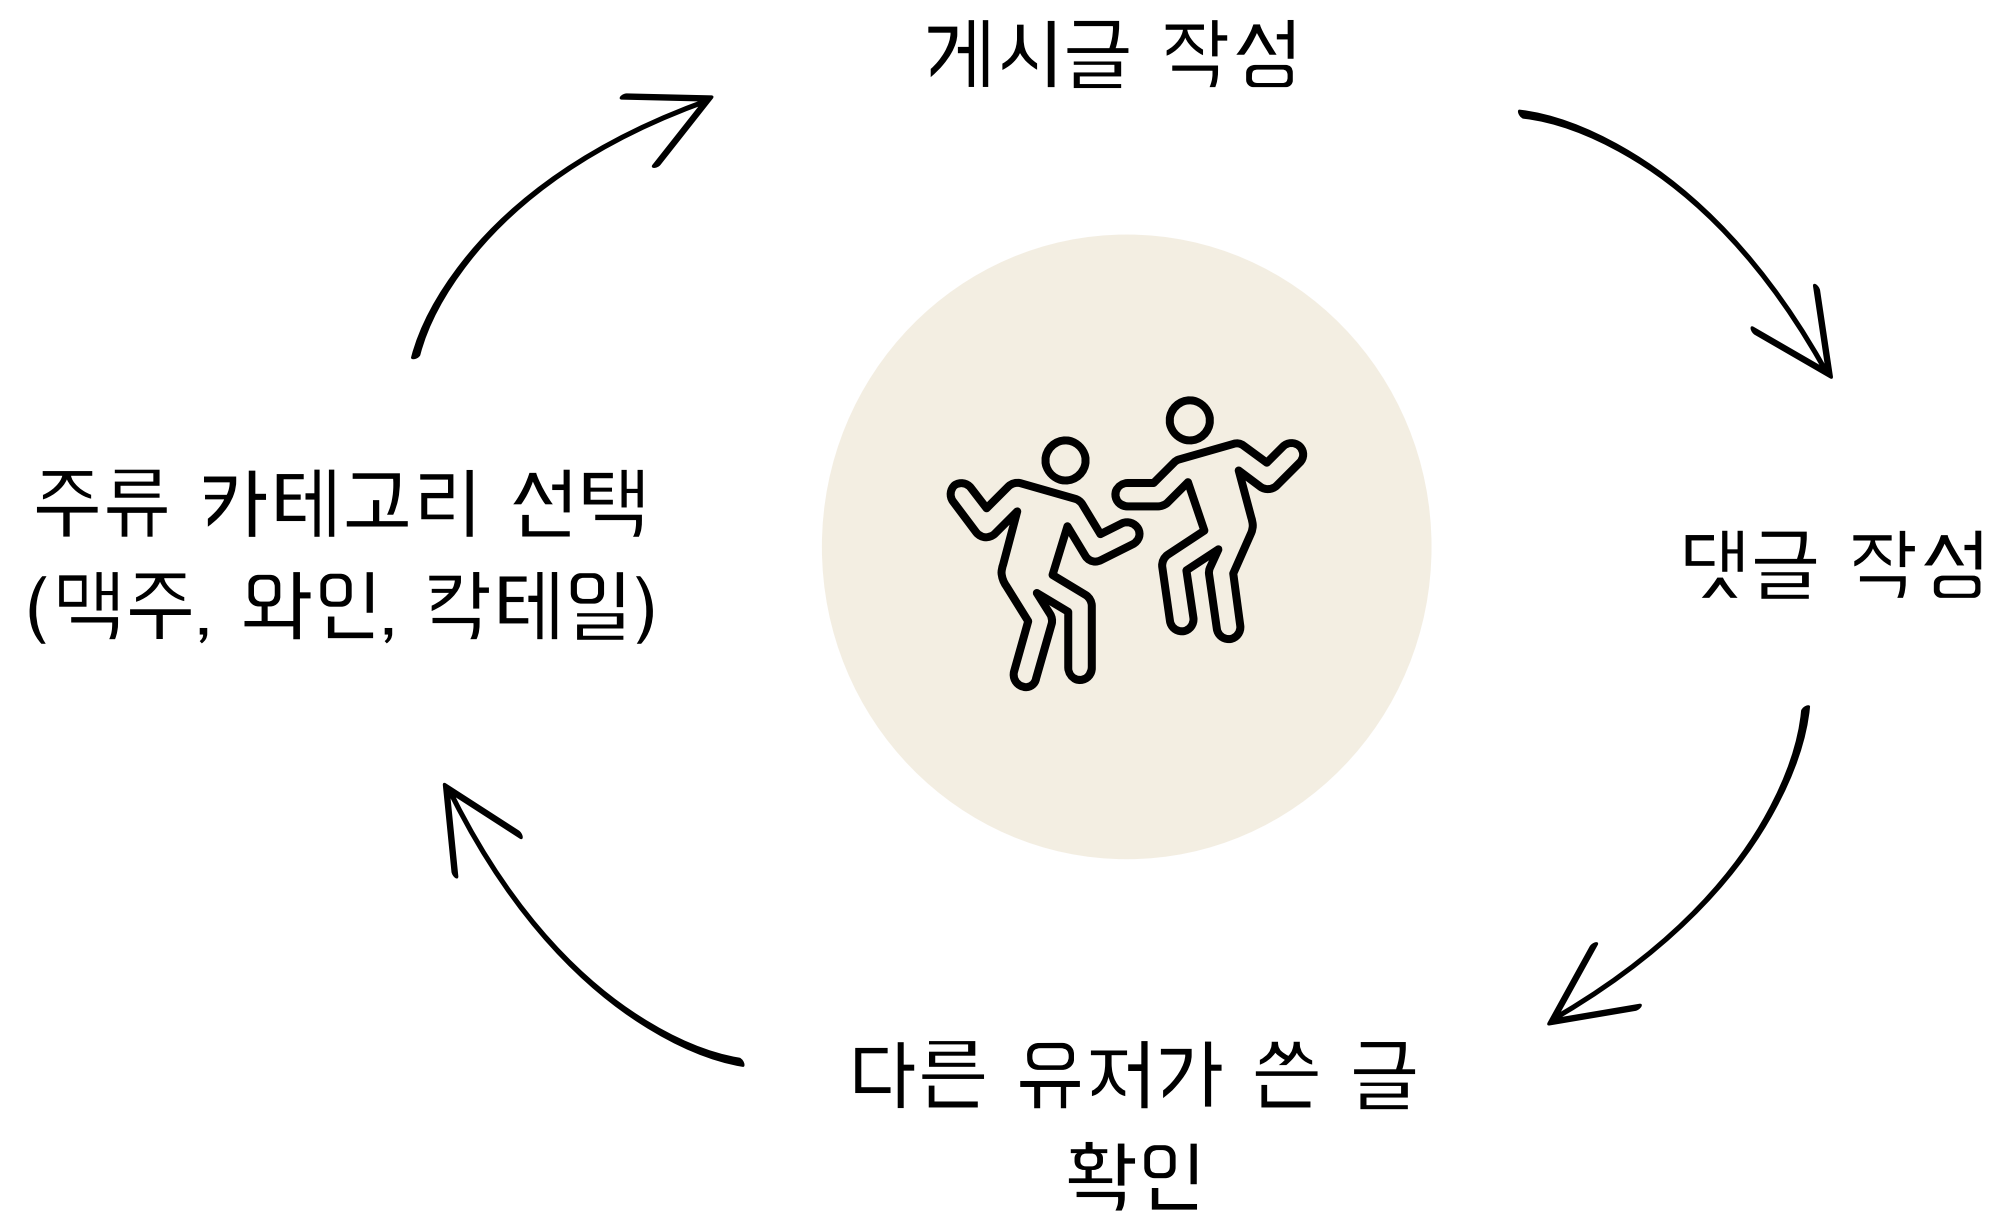 게시글 작성
주류 카테고리 선택
(맥주, 와인, 칵테일)
댓글 작성
다른 유저가 쓴 글
확인